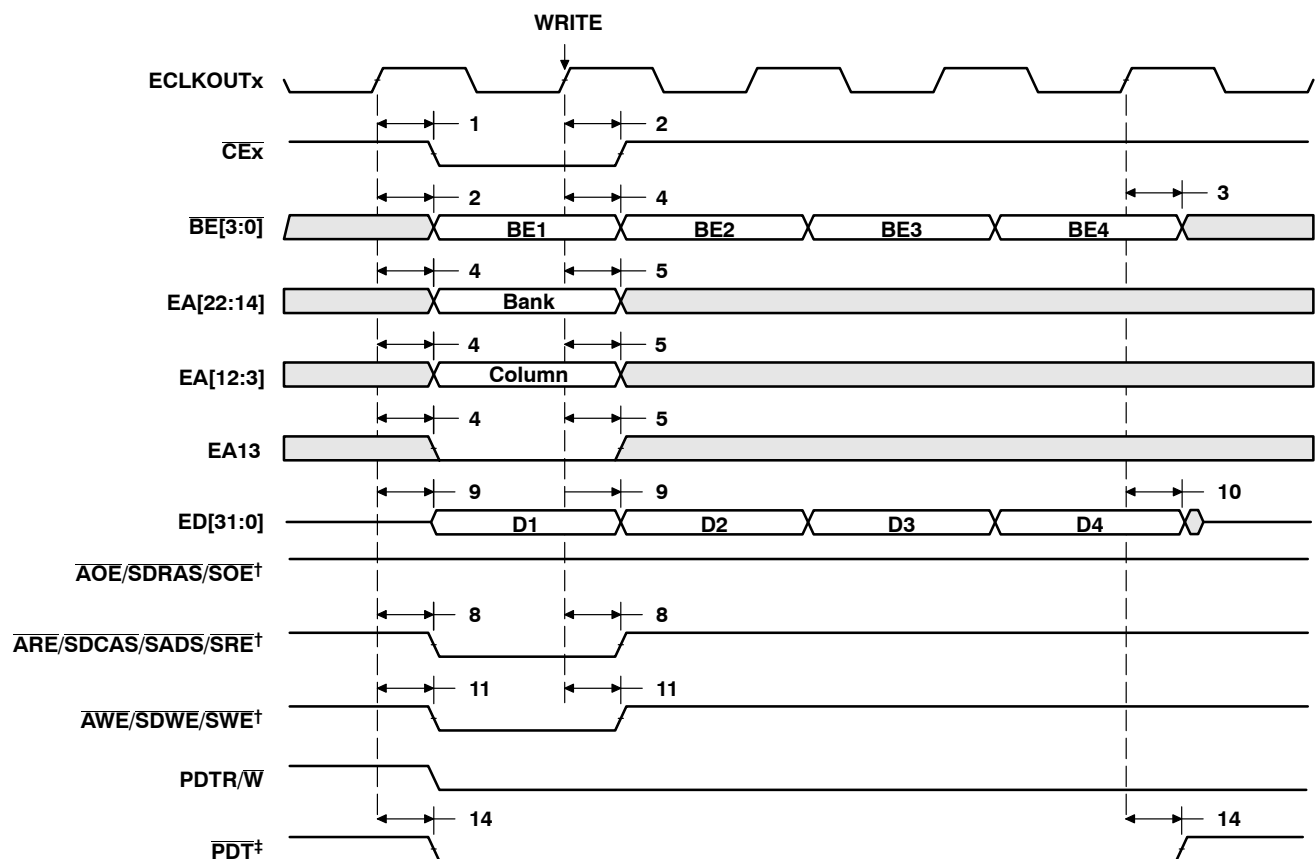 WRITE
ECLKOUTx
1 2
CEx
2 4 3
BE[3:0] BE1 BE2 BE3 BE4
4 5
EA[22:14] Bank
4 5
EA[12:3] Column
4 5
EA13
9 9 10
ED[31:0] D1 D2 D3 D4
AOE/SDRAS/SOE†
8 8
ARE/SDCAS/SADS/SRE†
11 11
AWE/SDWE/SWE†
PDTR/W
14 14
PDT‡